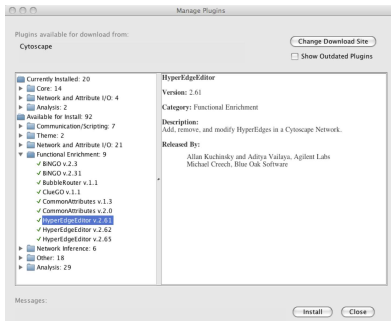 Manage Plugins
Plugins available for download from:
Cytoscape
Change Download Site
Show Outdated Plugins
Currently Installed: 20
Core: 14
Network and Attribute I/O: 4
Analysis: 2
Available for Install: 92
Communication/Scripting: 7
Theme: 2
Network and Attribute I/O: 21
Functional Enrichment: 9
✓ BiNGO v.2.3
✓ BiNGO v.2.31
✓ BubbleRouter v.1.1
✓ ClueGO v.1.1
✓ CommonAttributes v.1.3
✓ CommonAttributes v.2.0
✓ HyperEdgeEditor v.2.61
✓ HyperEdgeEditor v.2.62
✓ HyperEdgeEditor v.2.65
Network Inference: 6
Other: 18
Analysis: 29
HyperEdgeEditor
Version: 2.61
Category: Functional Enrichment
Description:
Add, remove, and modify HyperEdges in a Cytoscape Network.
Released By:
Allan Kuchinsky and Aditya Vailaya, Agilent Labs
Michael Creech, Blue Oak Software
Messages:
Install
Close